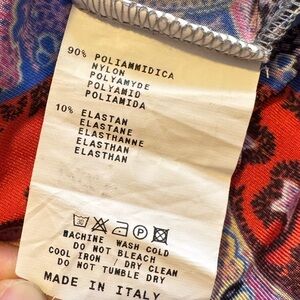 90% POLIAMMIDICA
NYLON
POLYAMYDE
POLYAMID
POLIAMIDA
10% ELASTAN
ELASTANE
ELASTHANNE
ELASTHAN
ELASTHAN
MACHINE WASH COLD
DO NOT BLEACH
COOL IRON / DRY CLEAN
DO NOT TUMBLE DRY
MADE IN ITALY